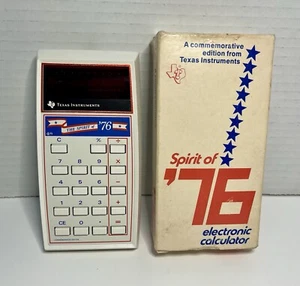 TEXAS INSTRUMENTS
THE SPIRIT of '76
C % ÷
7 8 9 ×
4 5 6 −
1 2 3 +
CE 0 · =
A commemorative
edition from
Texas Instruments
Spirit of
'76
electronic
calculator